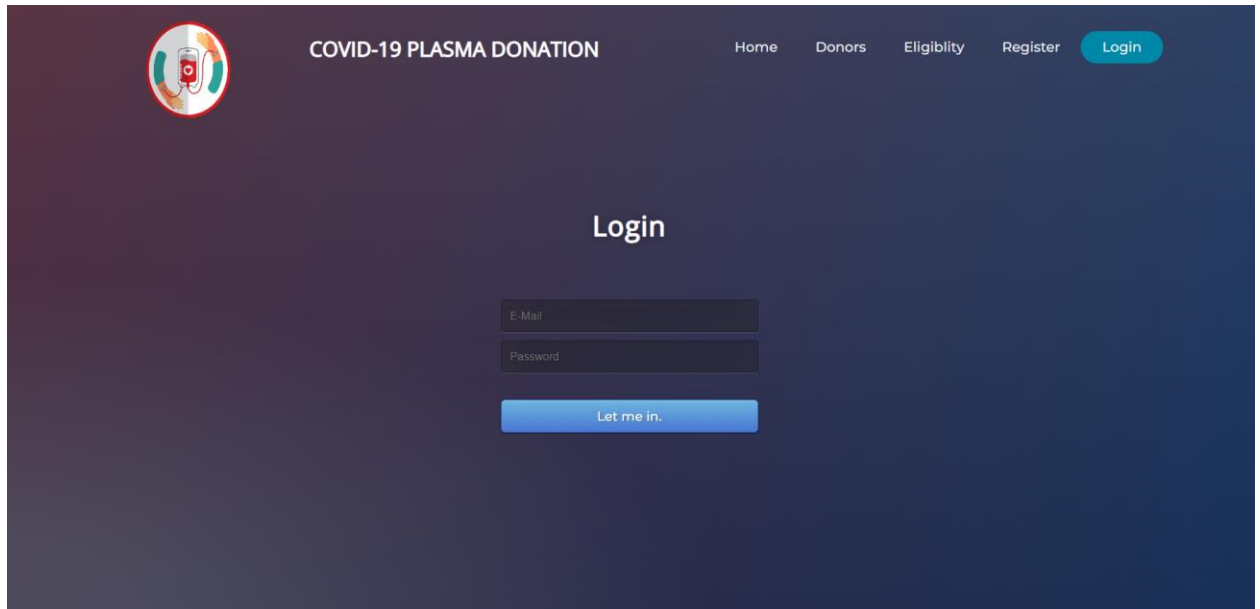 COVID-19 PLASMA DONATION Home Donors Eligiblity Register Login
Login
E-Mail
Password
Let me in.